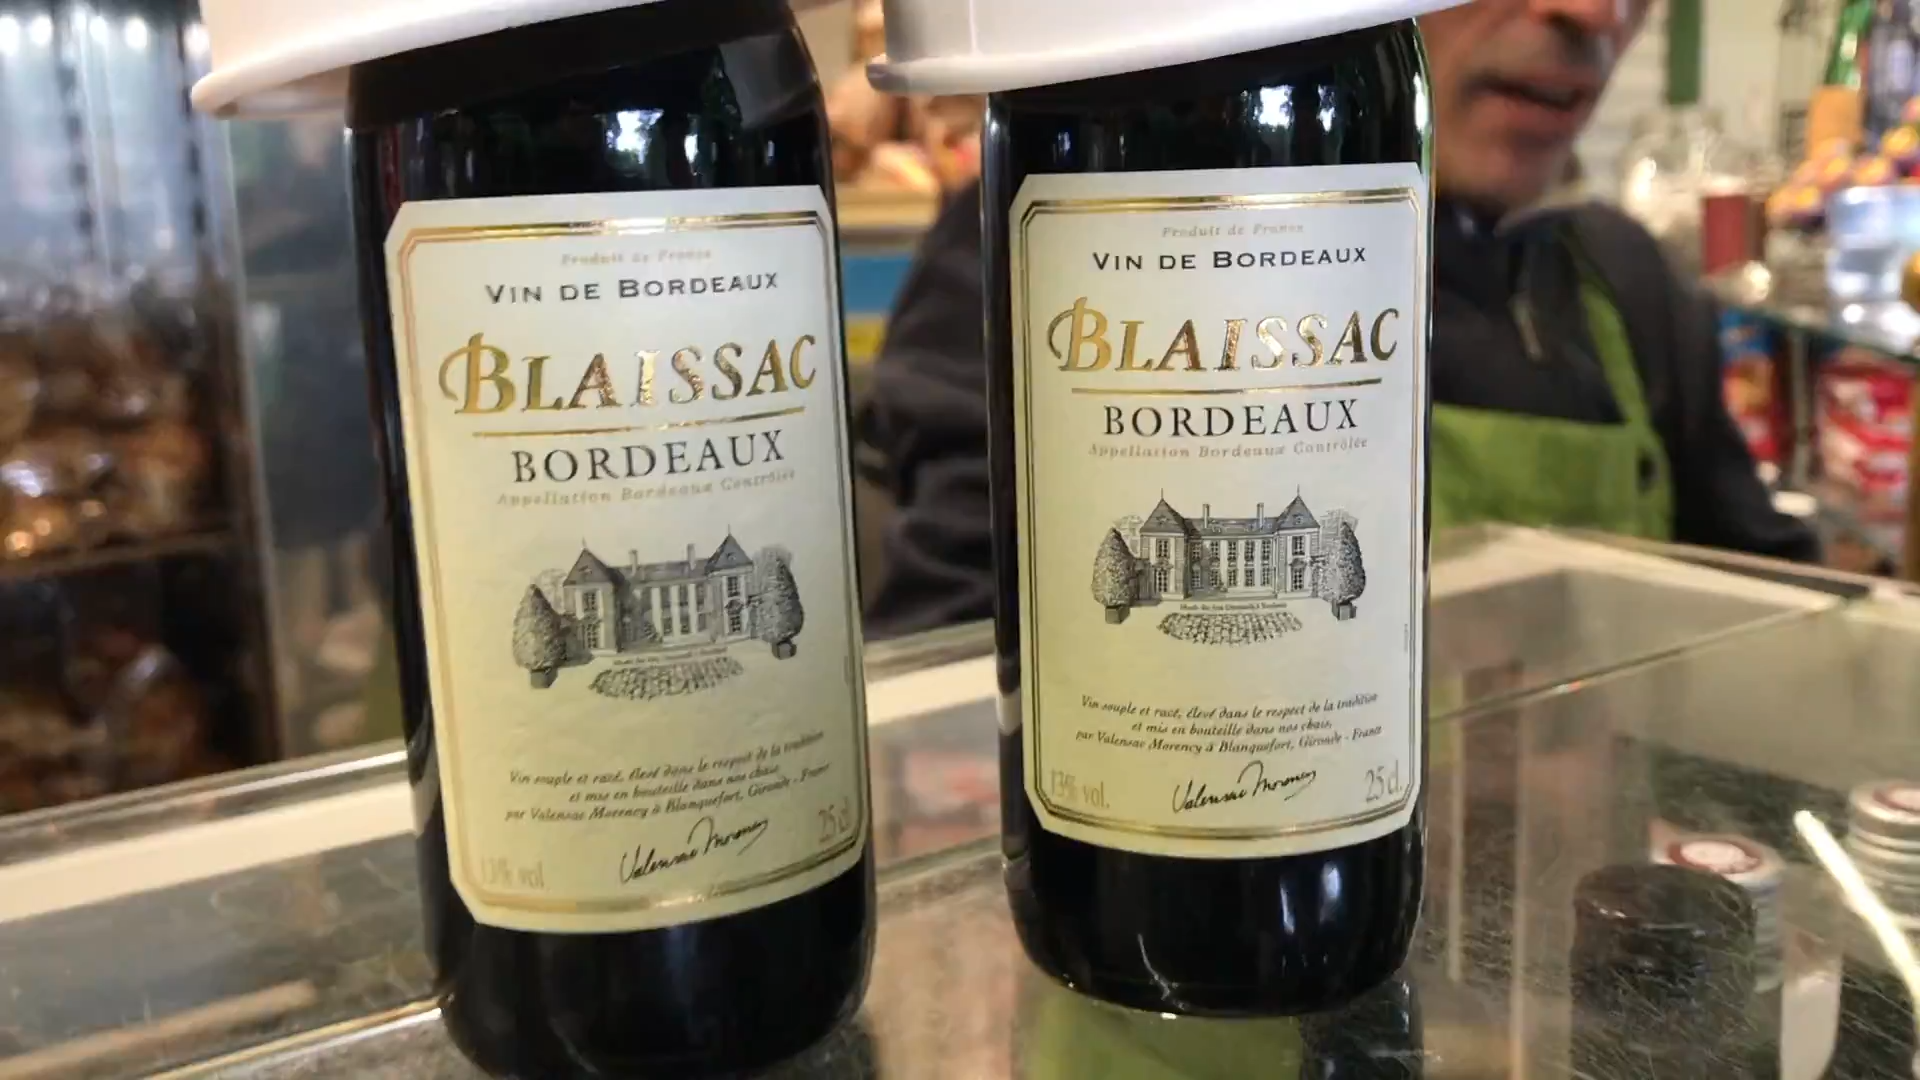 Produit de France
VIN DE BORDEAUX
BLAISSAC
BORDEAUX
Appellation Bordeaux Contrôlée
Vin souple et racé, élevé dans le respect de la tradition
et mis en bouteille dans nos chais,
par Valensac Morency à Blanquefort, Gironde - France
13% vol.
Valensac Morency
25 cl.
Produit de France
VIN DE BORDEAUX
BLAISSAC
BORDEAUX
Appellation Bordeaux Contrôlée
Vin souple et racé, élevé dans le respect de la tradition
et mis en bouteille dans nos chais,
par Valensac Morency à Blanquefort, Gironde - France
13% vol.
Valensac Morency
25 cl.